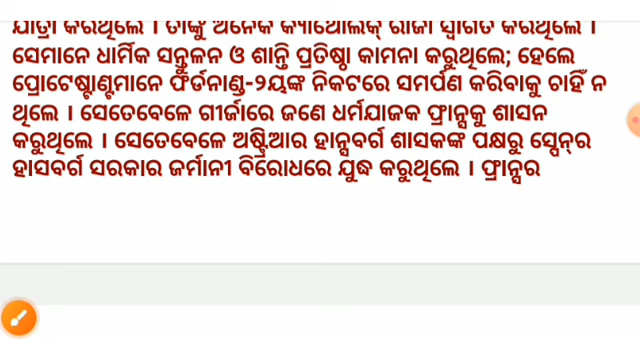 ଯାତ୍ରା କରିଥିଲେ । ତାଙ୍କୁ ଅନେକ କ୍ୟାଥୋଲିକ୍ ରାଜା ସ୍ୱାଗତ କରିଥିଲେ ।
ସେମାନେ ଧାର୍ମିକ ସନ୍ତୁଳନ ଓ ଶାନ୍ତି ପ୍ରତିଷ୍ଠା କାମନା କରୁଥିଲେ; ହେଲେ
ପ୍ରୋଟେଷ୍ଟାଣ୍ଟମାନେ ଫର୍ଡିନାଣ୍ଡ-୨ୟଙ୍କ ନିକଟରେ ସମର୍ପଣ କରିବାକୁ ଚାହିଁ ନ
ଥିଲେ । ସେତେବେଳେ ଗୀର୍ଜାରେ ଜଣେ ଧର୍ମଯାଜକ ଫ୍ରାନ୍ସକୁ ଶାସନ
କରୁଥିଲେ । ସେତେବେଳେ ଅଷ୍ଟ୍ରିଆର ହାନ୍ସବର୍ଗ ଶାସକଙ୍କ ପକ୍ଷରୁ ସ୍ପେନ୍‌ର
ହାସବର୍ଗ ସରକାର ଜର୍ମାନୀ ବିରୋଧରେ ଯୁଦ୍ଧ କରୁଥିଲେ । ଫ୍ରାନ୍ସର